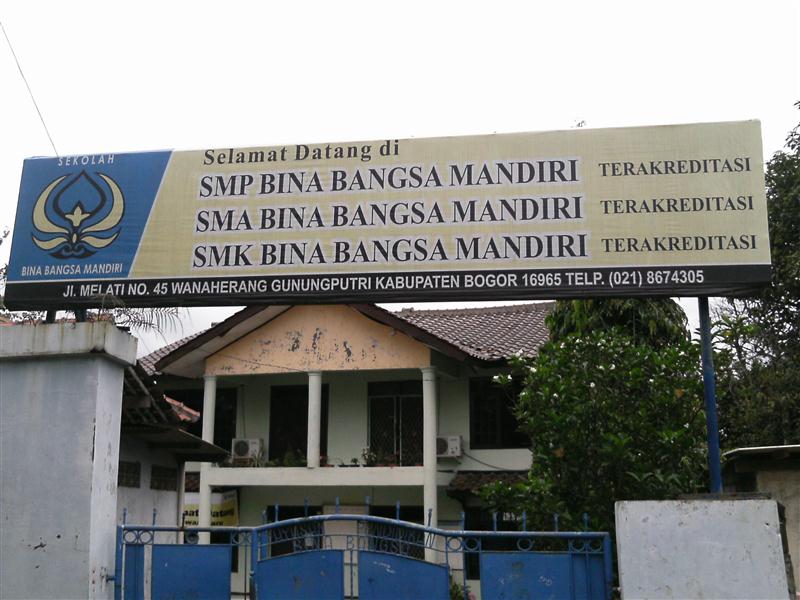 SEKOLAH
BINA BANGSA MANDIRI
Selamat Datang di
SMP BINA BANGSA MANDIRI TERAKREDITASI
SMA BINA BANGSA MANDIRI TERAKREDITASI
SMK BINA BANGSA MANDIRI TERAKREDITASI
Jl. MELATI NO. 45 WANAHERANG GUNUNGPUTRI KABUPATEN BOGOR 16965 TELP. (021) 8674305
Datang